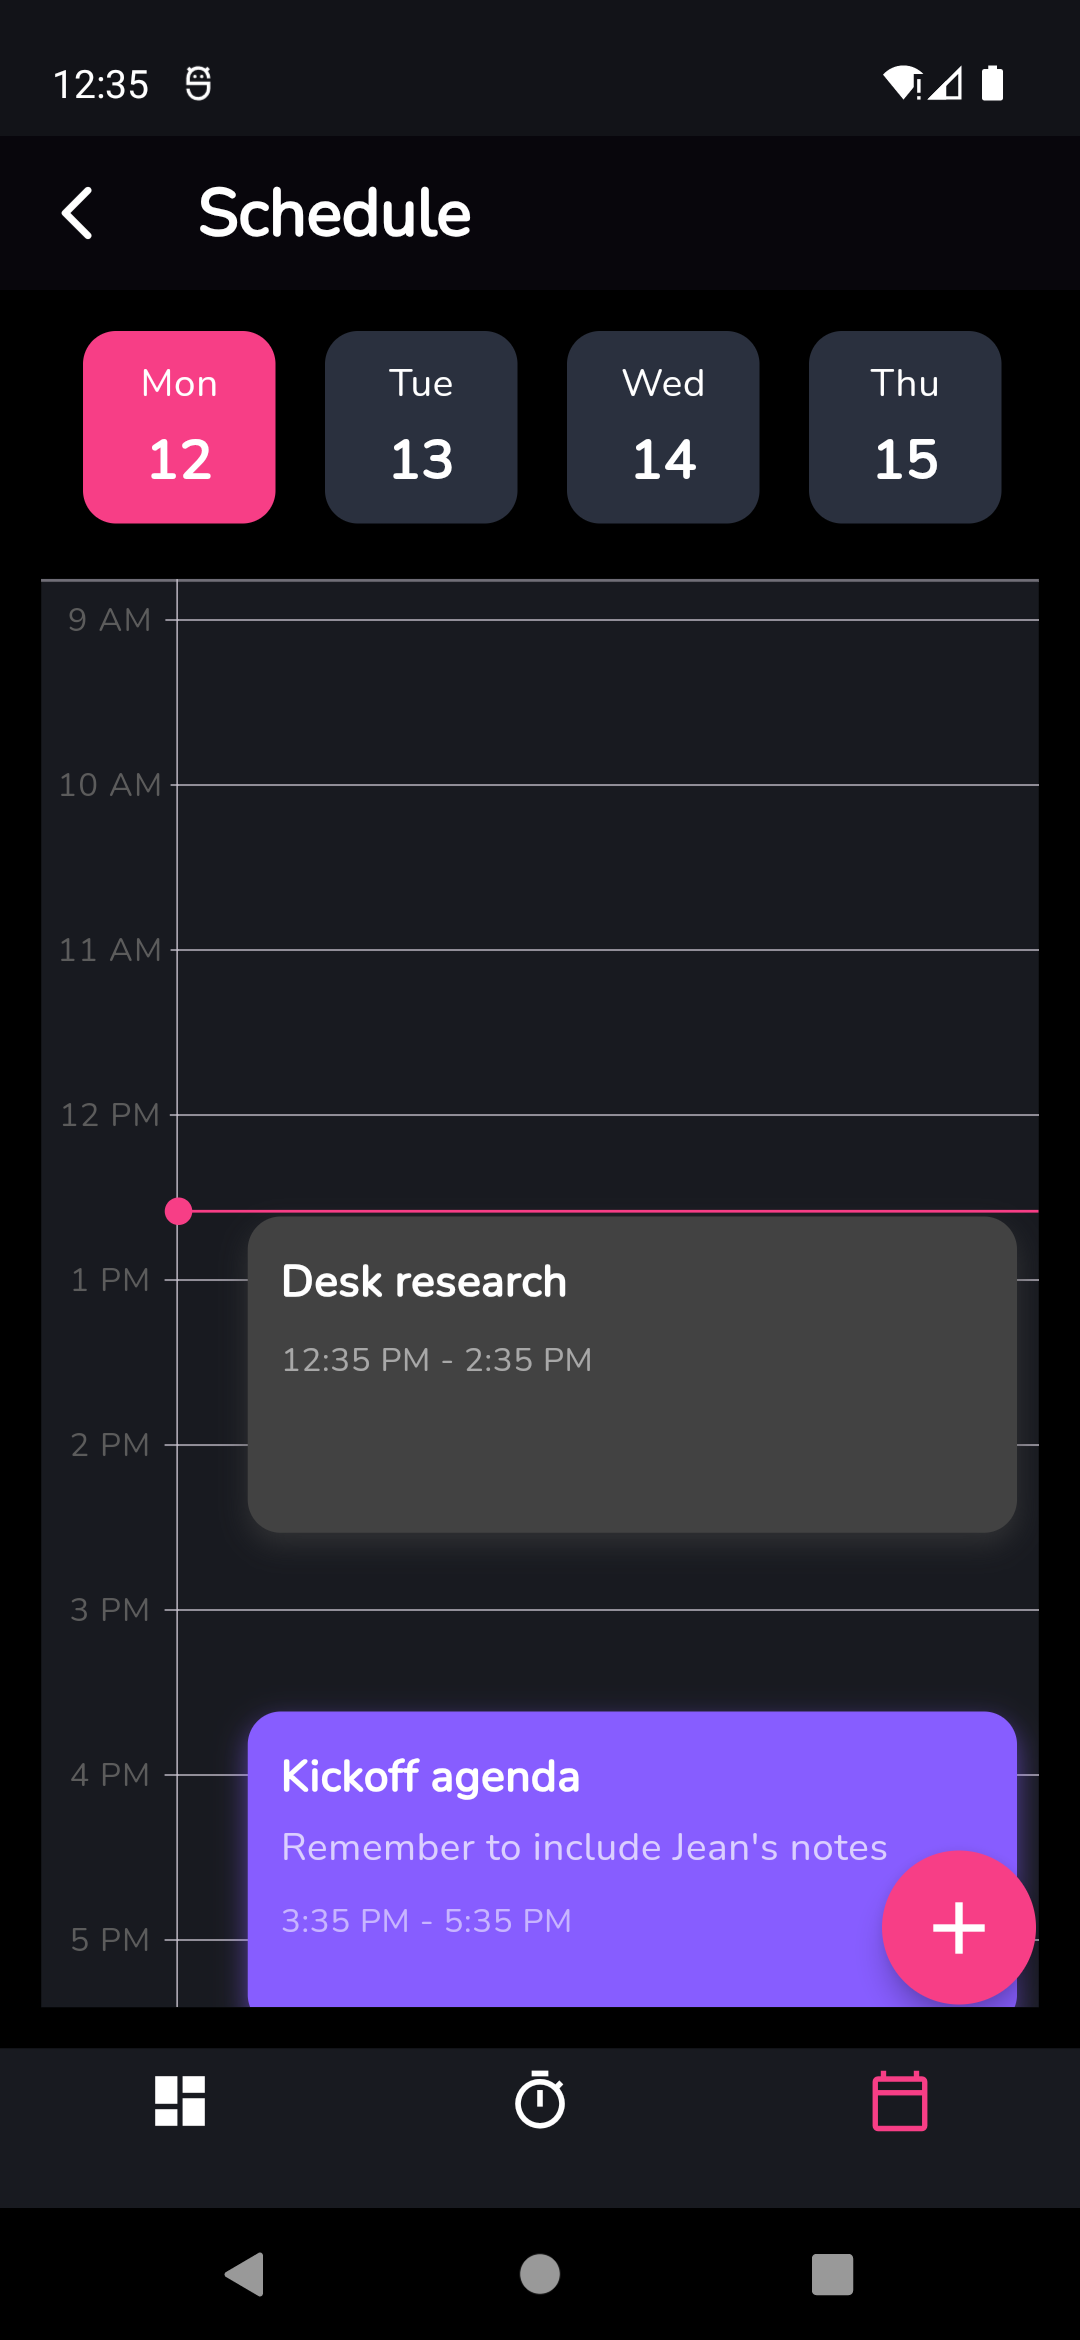 12:35
Schedule
Mon
12
Tue
13
Wed
14
Thu
15
9 AM
10 AM
11 AM
12 PM
1 PM
Desk research
12:35 PM - 2:35 PM
2 PM
3 PM
4 PM
Kickoff agenda
Remember to include Jean's notes
3:35 PM - 5:35 PM
5 PM